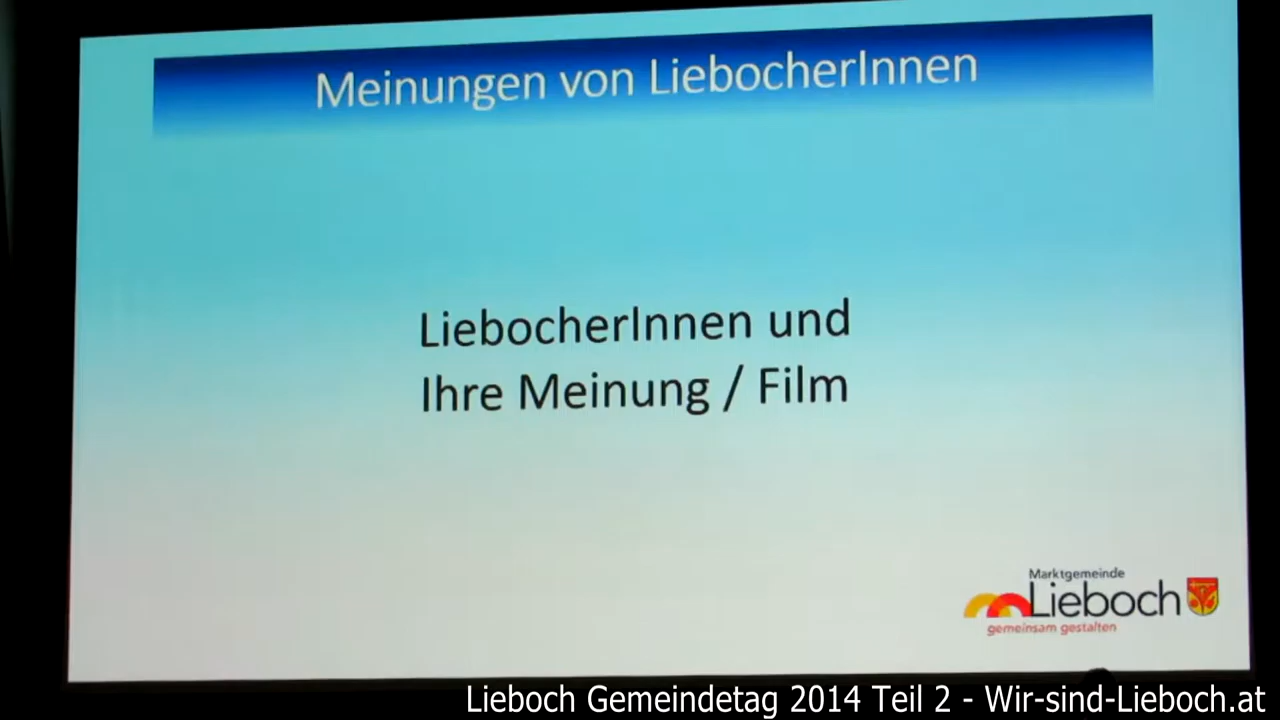 Meinungen von LiebocherInnen
LiebocherInnen und
Ihre Meinung / Film
Marktgemeinde
Lieboch
gemeinsam gestalten
Lieboch Gemeindetag 2014 Teil 2 - Wir-sind-Lieboch.at